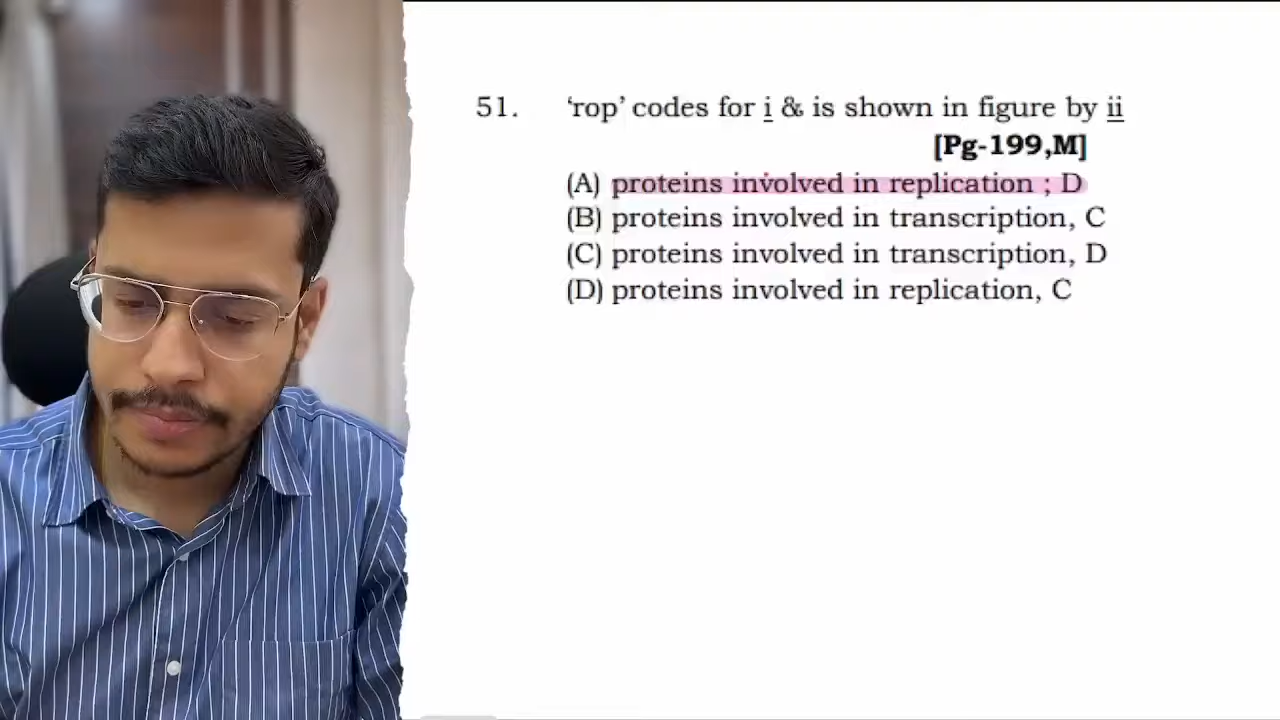 51. ‘rop’ codes for i & is shown in figure by ii
[Pg-199,M]
(A) proteins involved in replication ; D
(B) proteins involved in transcription, C
(C) proteins involved in transcription, D
(D) proteins involved in replication, C